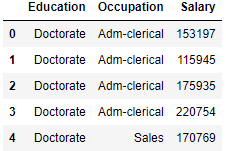 Education Occupation Salary
0 Doctorate Adm-clerical 153197
1 Doctorate Adm-clerical 115945
2 Doctorate Adm-clerical 175935
3 Doctorate Adm-clerical 220754
4 Doctorate Sales 170769